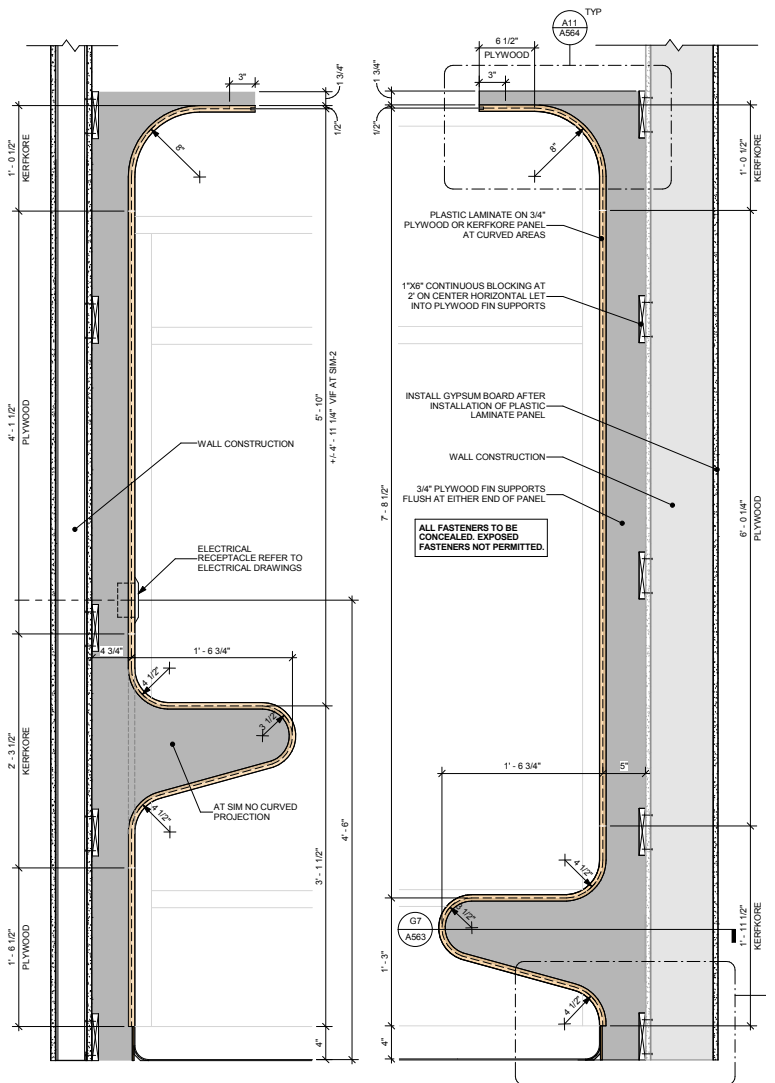 A11
A564
TYP
6 1/2"
PLYWOOD
3"
3"
1 3/4"
1 3/4"
1/2"
1/2"
1' - 0 1/2"
KERFKORE
1' - 0 1/2"
KERFKORE
8"
8"
PLASTIC LAMINATE ON 3/4"
PLYWOOD OR KERFKORE PANEL
AT CURVED AREAS
1"X6" CONTINUOUS BLOCKING AT
2' ON CENTER HORIZONTAL LET
INTO PLYWOOD FIN SUPPORTS
4' - 1 1/2"
PLYWOOD
5' - 10"
+/- 4' - 11 1/4" VIF AT SIM-2
INSTALL GYPSUM BOARD AFTER
INSTALLATION OF PLASTIC
LAMINATE PANEL
WALL CONSTRUCTION
WALL CONSTRUCTION
7' - 8 1/2"
3/4" PLYWOOD FIN SUPPORTS
FLUSH AT EITHER END OF PANEL
6' - 0 1/4"
PLYWOOD
ALL FASTENERS TO BE
CONCEALED. EXPOSED
FASTENERS NOT PERMITTED.
ELECTRICAL
RECEPTACLE REFER TO
ELECTRICAL DRAWINGS
4 3/4"
1' - 6 3/4"
4 1/2"
3 1/2"
2' - 3 1/2"
KERFKORE
1' - 6 3/4"
5"
AT SIM NO CURVED
PROJECTION
4 1/2"
4' - 6"
3' - 1 1/2"
4 1/2"
3 1/2"
G7
A563
1' - 11 1/2"
KERFKORE
1' - 6 1/2"
PLYWOOD
1' - 3"
4 1/2"
4"
4"